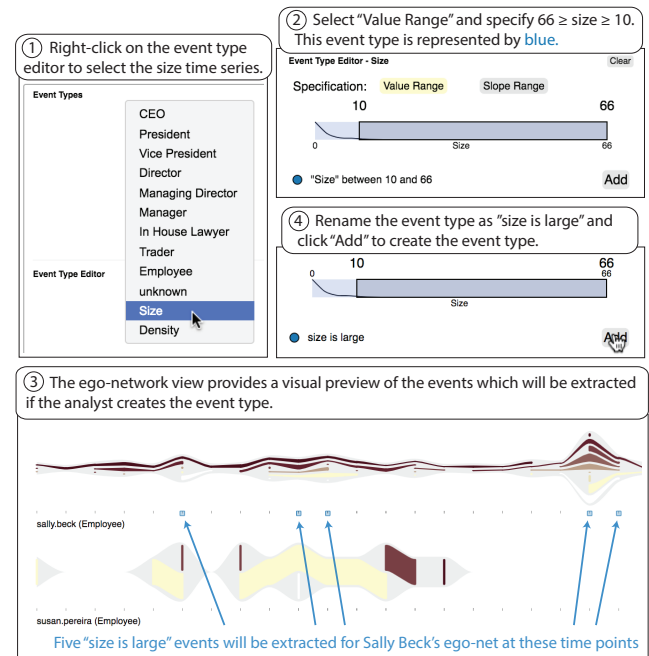 ① Right-click on the event type
editor to select the size time series.
Event Types
CEO
President
Vice President
Director
Managing Director
Manager
In House Lawyer
Trader
Employee
Event Type Editor
unknown
Size
Density
② Select “Value Range” and specify 66 ≥ size ≥ 10.
This event type is represented by blue.
Event Type Editor - Size
Clear
Specification: Value Range Slope Range
10 66
0 Size 66
"Size" between 10 and 66
Add
④ Rename the event type as ”size is large” and
click “Add” to create the event type.
10 66
0 66
Size
size is large
Add
③ The ego-network view provides a visual preview of the events which will be extracted
if the analyst creates the event type.
sally.beck (Employee)
susan.pereira (Employee)
Five “size is large” events will be extracted for Sally Beck’s ego-net at these time points